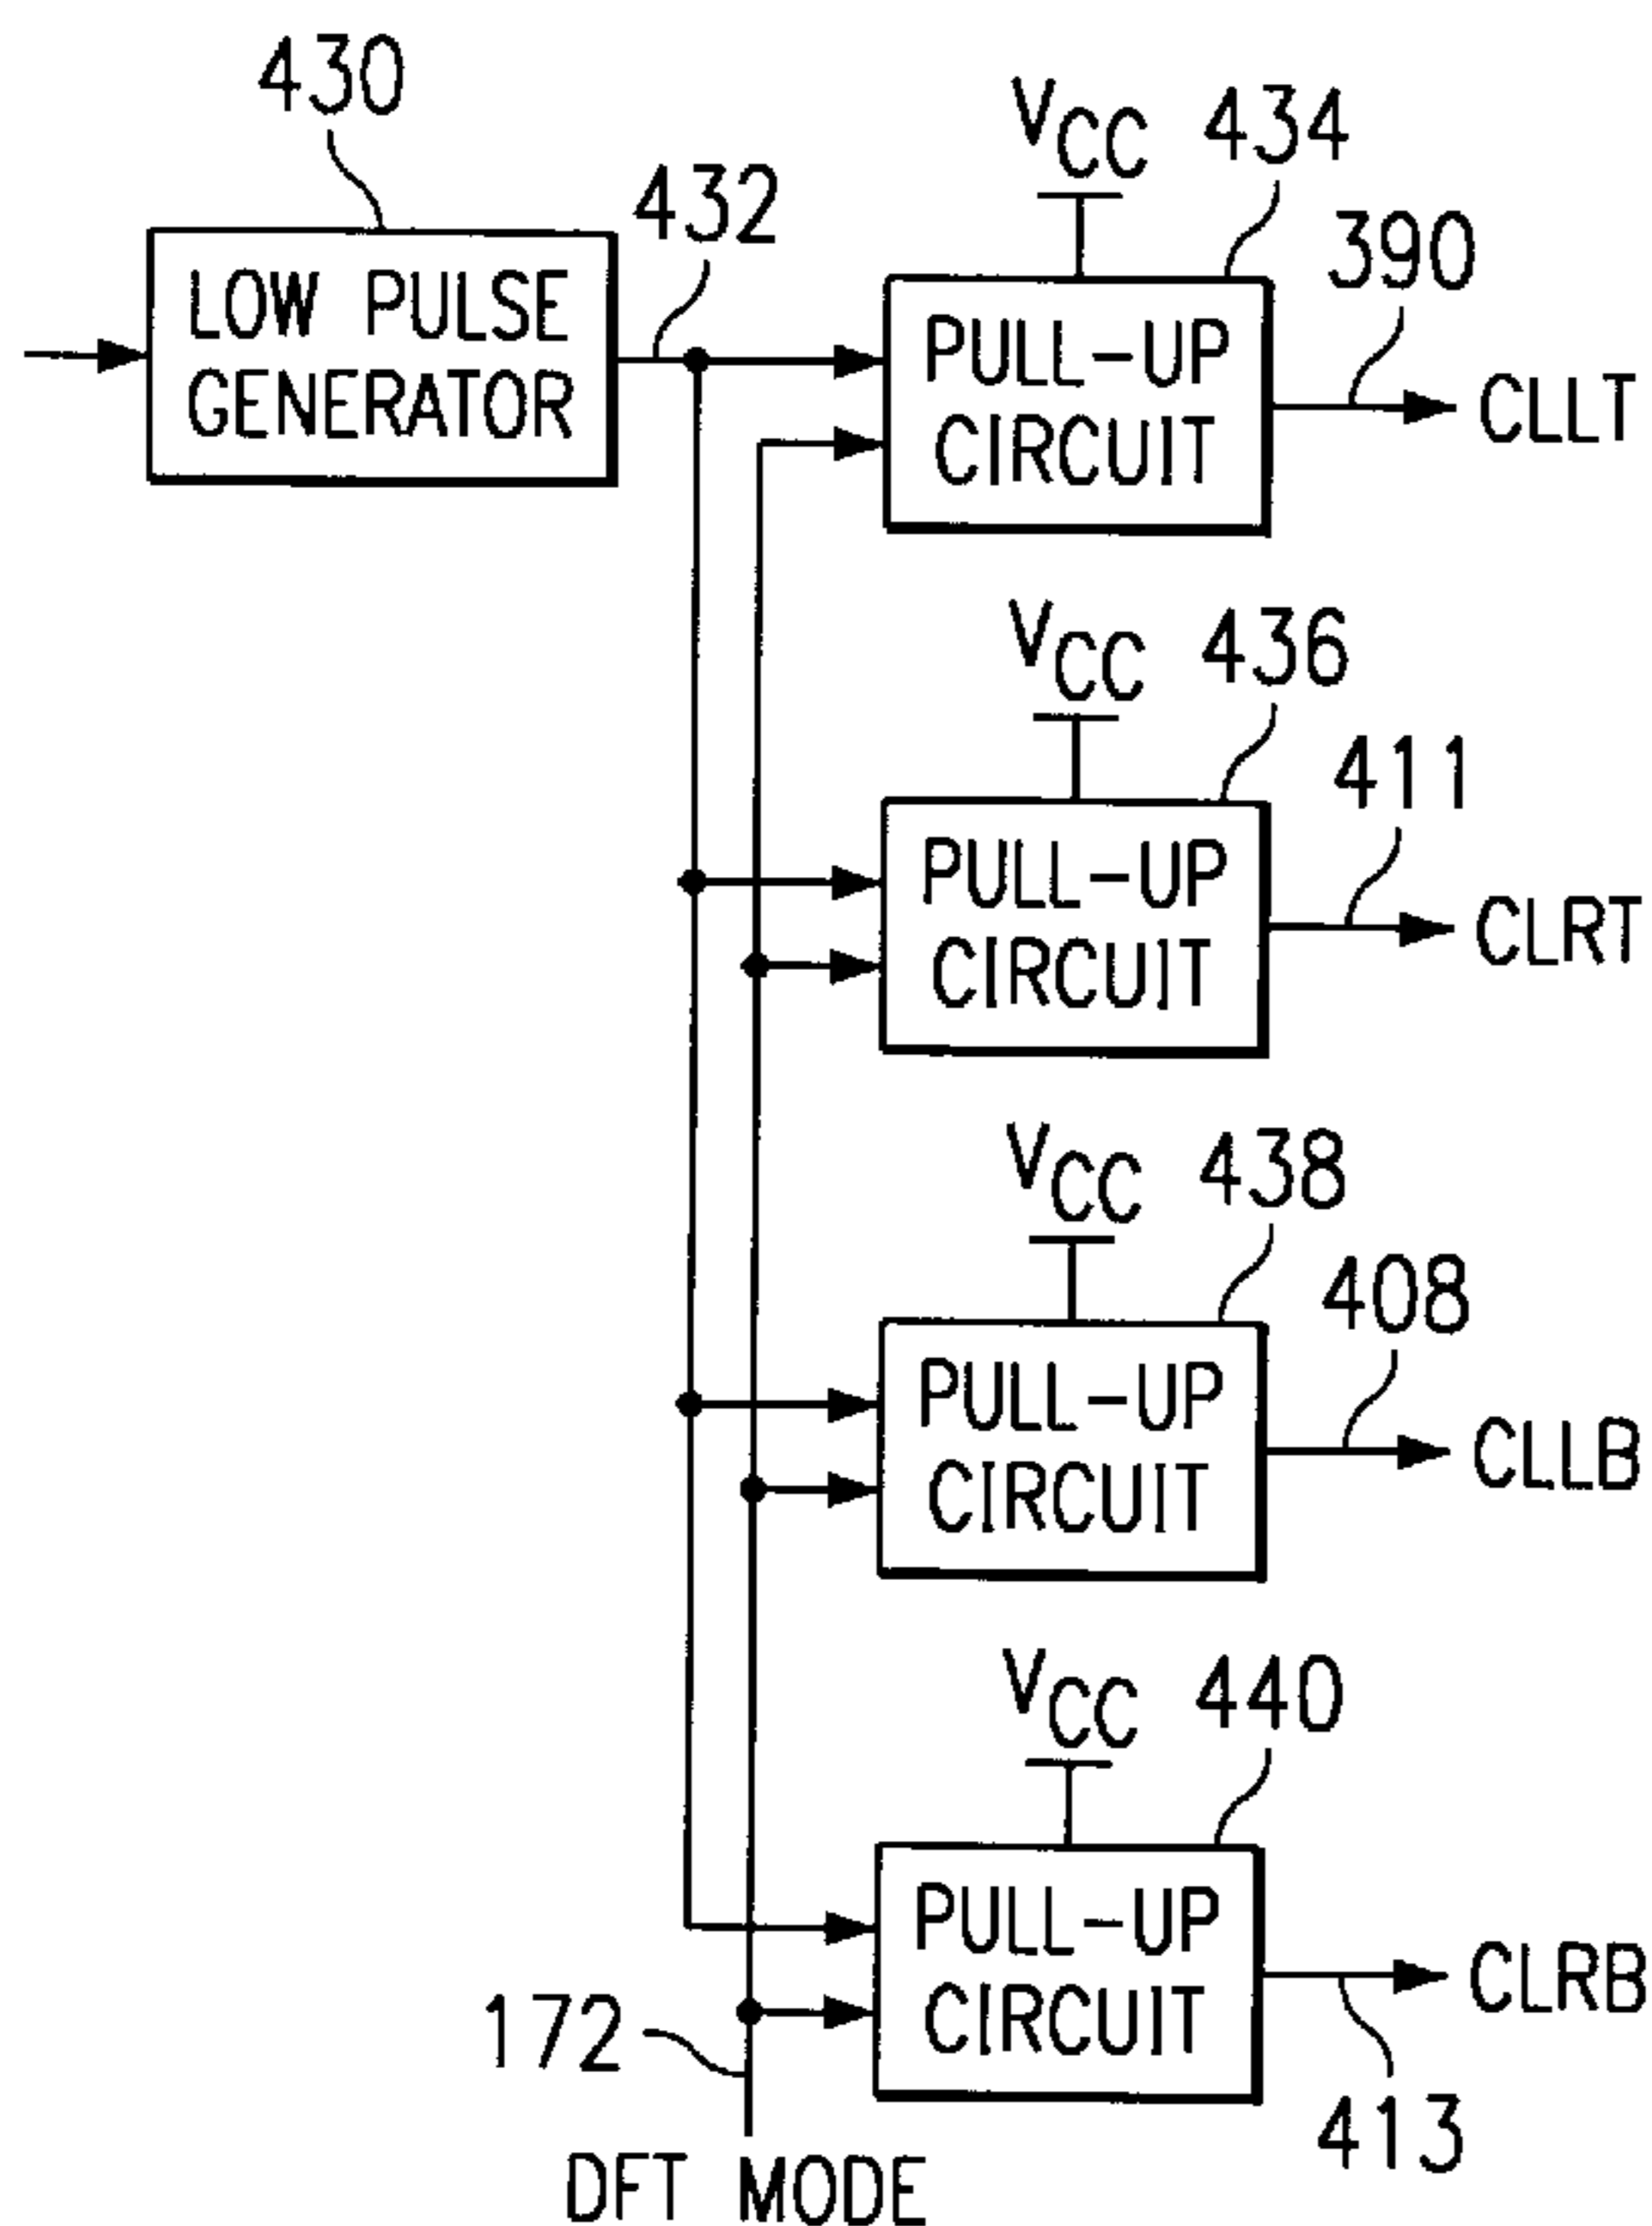 430
432
LOW PULSE
GENERATOR
VCC
434
390
PULL-UP
CIRCUIT
CLLT
VCC
436
411
PULL-UP
CIRCUIT
CLRT
VCC
438
408
PULL-UP
CIRCUIT
CLLB
VCC
440
PULL-UP
CIRCUIT
CLRB
413
172
DFT MODE